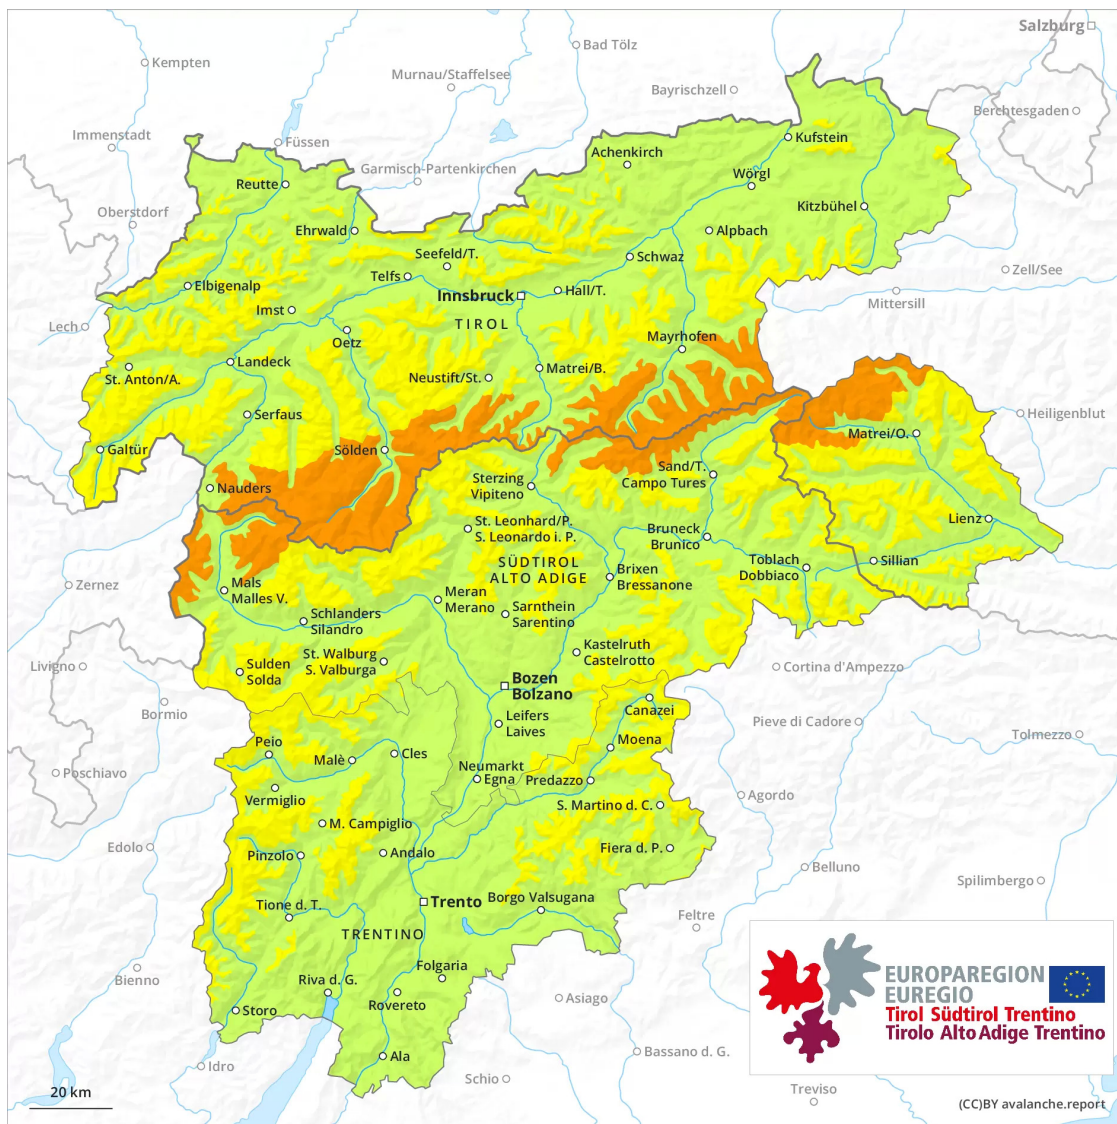 Salzburg
Bad Tölz
Kempten
Murnau/Staffelsee
Bayrischzell
Berchtesgaden
Immenstadt
Füssen
Kufstein
Achenkirch
Garmisch-Partenkirchen
Wörgl
Reutte
Kitzbühel
Oberstdorf
Ehrwald
Alpbach
Seefeld/T.
Schwaz
Telfs
Zell/See
Elbigenalp
Innsbruck
Hall/T.
Mittersill
Imst
TIROL
Lech
Oetz
Mayrhofen
Landeck
Matrei/B.
St. Anton/A.
Neustift/St.
Serfaus
Heiligenblut
Matrei/O.
Galtür
Sölden
Sand/T.
Campo Tures
Sterzing
Vipiteno
Nauders
Lienz
St. Leonhard/P.
S. Leonardo i. P.
Bruneck
Brunico
SÜDTIROL
ALTO ADIGE
Toblach
Dobbiaco
Sillian
Brixen
Bressanone
Zernez
Mals
Malles V.
Meran
Merano
Sarnthein
Sarentino
Schlanders
Silandro
Kastelruth
Castelrotto
St. Walburg
S. Valburga
Livigno
Sulden
Solda
Cortina d'Ampezzo
Bozen
Bolzano
Canazei
Bormio
Leifers
Laives
Pieve di Cadore
Tolmezzo
Moena
Peio
Cles
Malè
Poschiavo
Neumarkt
Egna
Predazzo
Vermiglio
Agordo
S. Martino d. C.
M. Campiglio
Edolo
Pinzolo
Andalo
Fiera d. P.
Belluno
Spilimbergo
Trento
Borgo Valsugana
Tione d. T.
Feltre
TRENTINO
Folgaria
Bienno
Riva d. G.
Rovereto
Asiago
Storo
EUROPAREGION
EUREGIO
Tirol Südtirol Trentino
Tirolo Alto Adige Trentino
Ala
Bassano d. G.
Idro
Schio
Treviso
20 km
(CC)BY avalanche.report